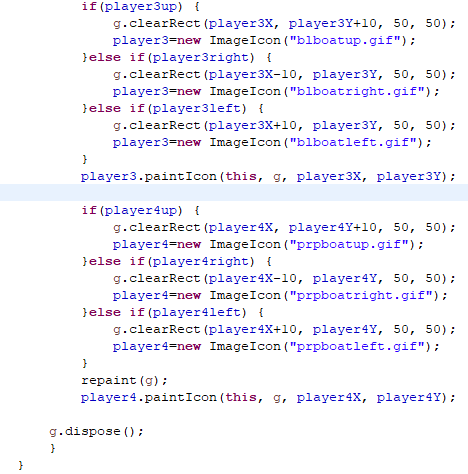 if(player3up) {
g.clearRect(player3X, player3Y+10, 50, 50);
player3=new ImageIcon("blboatup.gif");
}else if(player3right) {
g.clearRect(player3X-10, player3Y, 50, 50);
player3=new ImageIcon("blboatright.gif");
}else if(player3left) {
g.clearRect(player3X+10, player3Y, 50, 50);
player3=new ImageIcon("blboatleft.gif");
}
player3.paintIcon(this, g, player3X, player3Y);
if(player4up) {
g.clearRect(player4X, player4Y+10, 50, 50);
player4=new ImageIcon("prpboatup.gif");
}else if(player4right) {
g.clearRect(player4X-10, player4Y, 50, 50);
player4=new ImageIcon("prpboatright.gif");
}else if(player4left) {
g.clearRect(player4X+10, player4Y, 50, 50);
player4=new ImageIcon("prpboatleft.gif");
}
repaint(g);
player4.paintIcon(this, g, player4X, player4Y);
g.dispose();
}
}